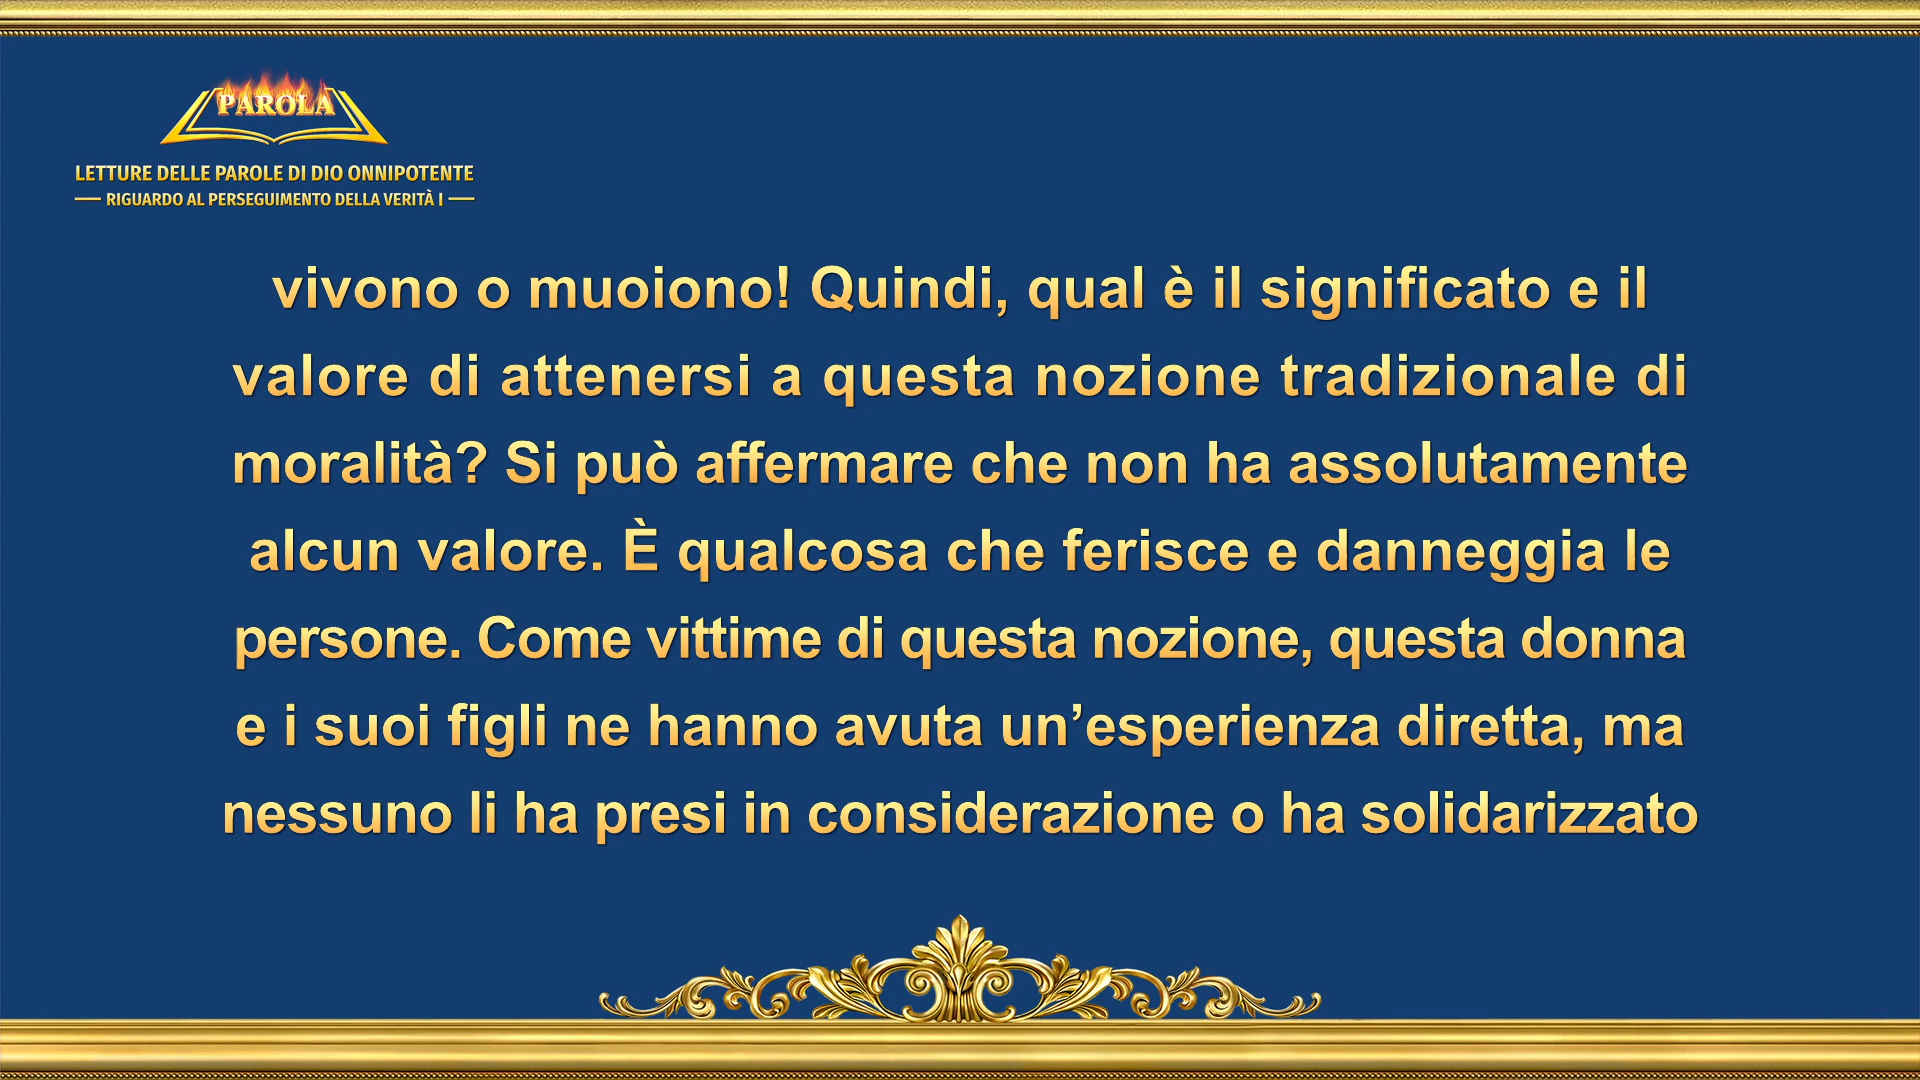 PAROLA
LETTURE DELLE PAROLE DI DIO ONNIPOTENTE
RIGUARDO AL PERSEGUIMENTO DELLA VERITÀ I
vivono o muoiono! Quindi, qual è il significato e il
valore di attenersi a questa nozione tradizionale di
moralità? Si può affermare che non ha assolutamente
alcun valore. È qualcosa che ferisce e danneggia le
persone. Come vittime di questa nozione, questa donna
e i suoi figli ne hanno avuta un’esperienza diretta, ma
nessuno li ha presi in considerazione o ha solidarizzato